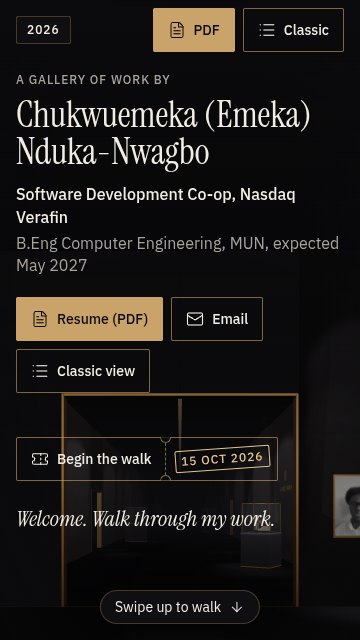 2026
PDF
Classic
A GALLERY OF WORK BY
Chukwuemeka (Emeka)
Nduka-Nwagbo
Software Development Co-op, Nasdaq
Verafin
B.Eng Computer Engineering, MUN, expected
May 2027
Resume (PDF)
Email
Classic view
Begin the walk
15 OCT 2026
Welcome. Walk through my work.
Swipe up to walk